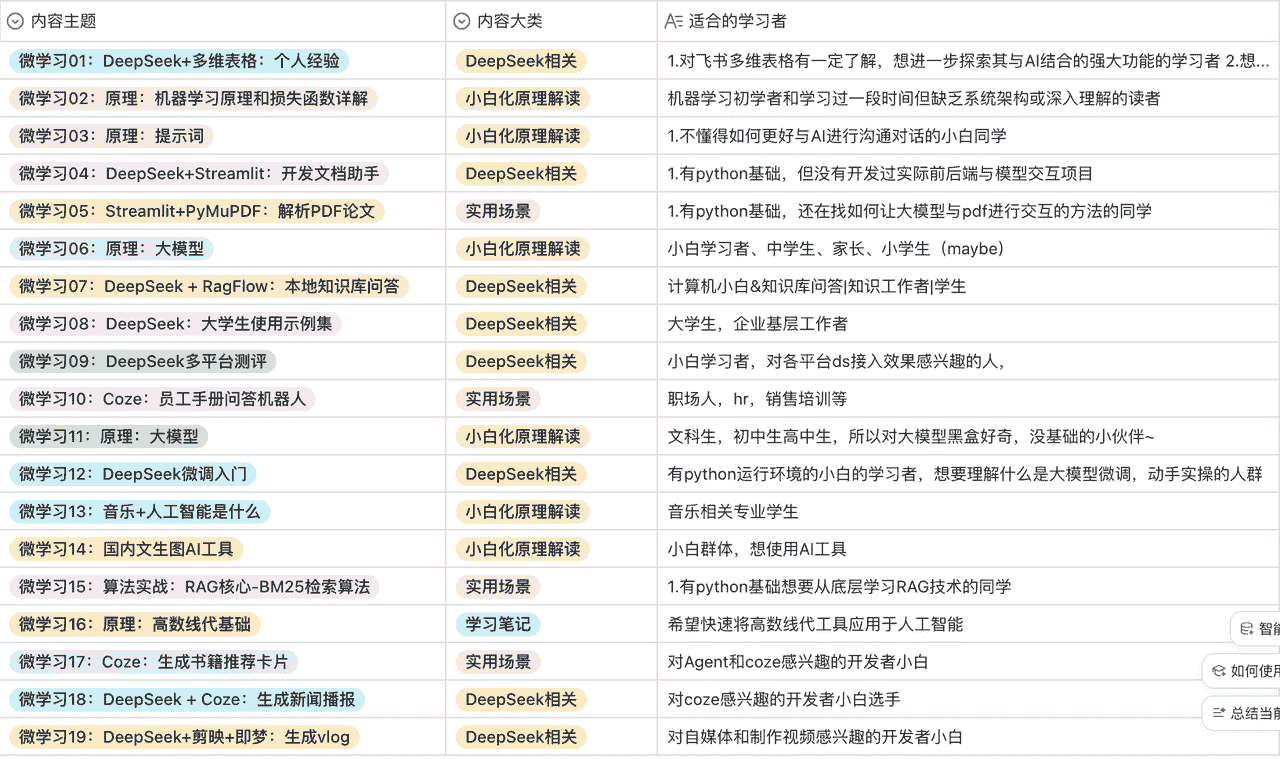 内容主题 内容大类 适合的学习者
微学习01：DeepSeek+多维表格：个人经验 DeepSeek相关 1.对飞书多维表格有一定了解，想进一步探索其与AI结合的强大功能的学习者 2.想...
微学习02：原理：机器学习原理和损失函数详解 小白化原理解读 机器学习初学者和学习过一段时间但缺乏系统架构或深入理解的读者
微学习03：原理：提示词 小白化原理解读 1.不懂得如何更好与AI进行沟通对话的小白同学
微学习04：DeepSeek+Streamlit：开发文档助手 DeepSeek相关 1.有python基础，但没有开发过实际前后端与模型交互项目
微学习05：Streamlit+PyMuPDF：解析PDF论文 实用场景 1.有python基础，还在找如何让大模型与pdf进行交互的方法的同学
微学习06：原理：大模型 小白化原理解读 小白学习者、中学生、家长、小学生（maybe）
微学习07：DeepSeek + RagFlow：本地知识库问答 DeepSeek相关 计算机小白&知识库问答|知识工作者|学生
微学习08：DeepSeek：大学生使用示例集 DeepSeek相关 大学生，企业基层工作者
微学习09：DeepSeek多平台测评 DeepSeek相关 小白学习者，对各平台ds接入效果感兴趣的人，
微学习10：Coze：员工手册问答机器人 实用场景 职场人，hr，销售培训等
微学习11：原理：大模型 小白化原理解读 文科生，初中生高中生，所以对大模型黑盒好奇，没基础的小伙伴~
微学习12：DeepSeek微调入门 DeepSeek相关 有python运行环境的小白的学习者，想要理解什么是大模型微调，动手实操的人群
微学习13：音乐+人工智能是什么 小白化原理解读 音乐相关专业学生
微学习14：国内文生图AI工具 小白化原理解读 小白群体，想使用AI工具
微学习15：算法实战：RAG核心-BM25检索算法 实用场景 1.有python基础想要从底层学习RAG技术的同学
微学习16：原理：高数线代基础 学习笔记 希望快速将高数线代工具应用于人工智能
智能
微学习17：Coze：生成书籍推荐卡片 实用场景 对Agent和coze感兴趣的开发者小白
如何使用
微学习18：DeepSeek + Coze：生成新闻播报 DeepSeek相关 对coze感兴趣的开发者小白选手
总结当前
微学习19：DeepSeek+剪映+即梦：生成vlog DeepSeek相关 对自媒体和制作视频感兴趣的开发者小白